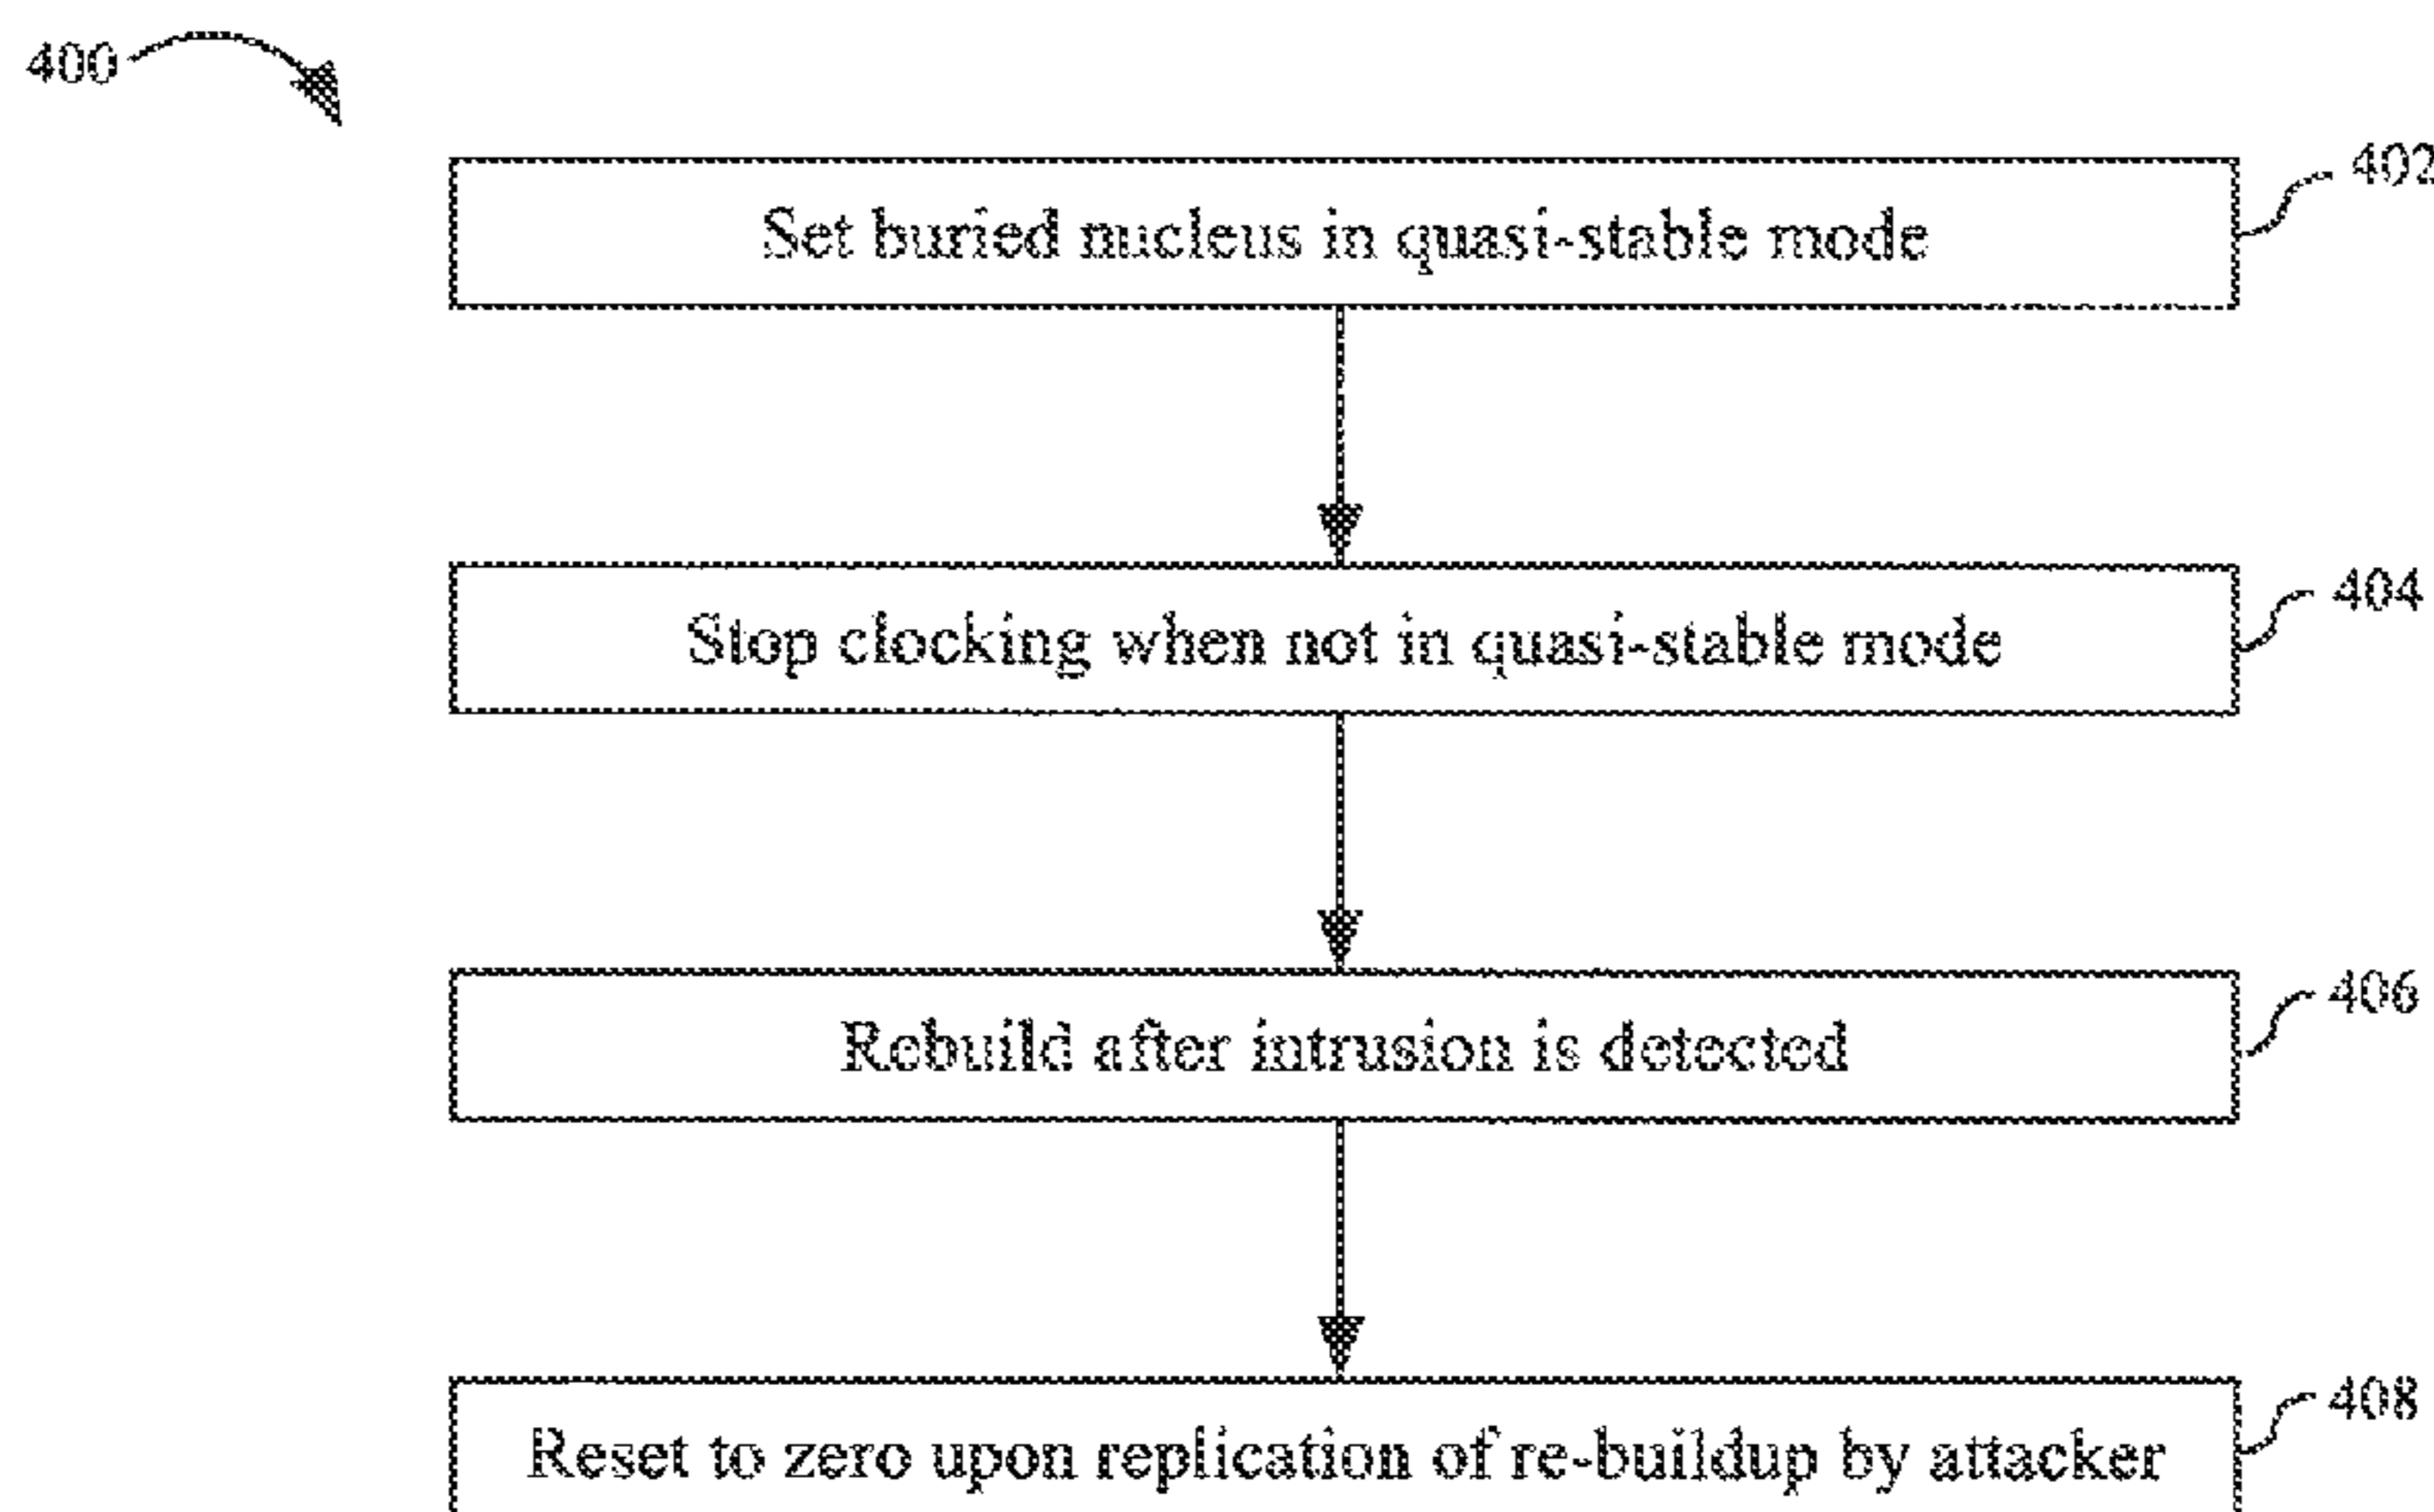 400
402
Set buried nucleus in quasi-stable mode
404
Stop clocking when not in quasi-stable mode
406
Rebuild after intrusion is detected
408
Reset to zero upon replication of re-buildup by attacker